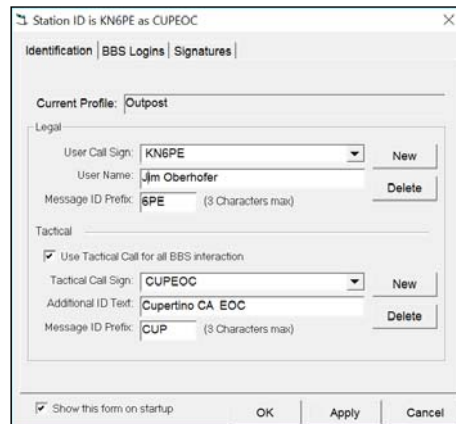 Station ID is KN6PE as CUPEOC
Identification BBS Logins Signatures
Current Profile: Outpost
Legal
User Call Sign: KN6PE New
User Name: Jim Oberhofer
Delete
Message ID Prefix: 6PE (3 Characters max)
Tactical
Use Tactical Call for all BBS interaction
Tactical Call Sign: CUPEOC New
Additional ID Text: Cupertino CA EOC
Delete
Message ID Prefix: CUP (3 Characters max)
Show this form on startup OK Apply Cancel